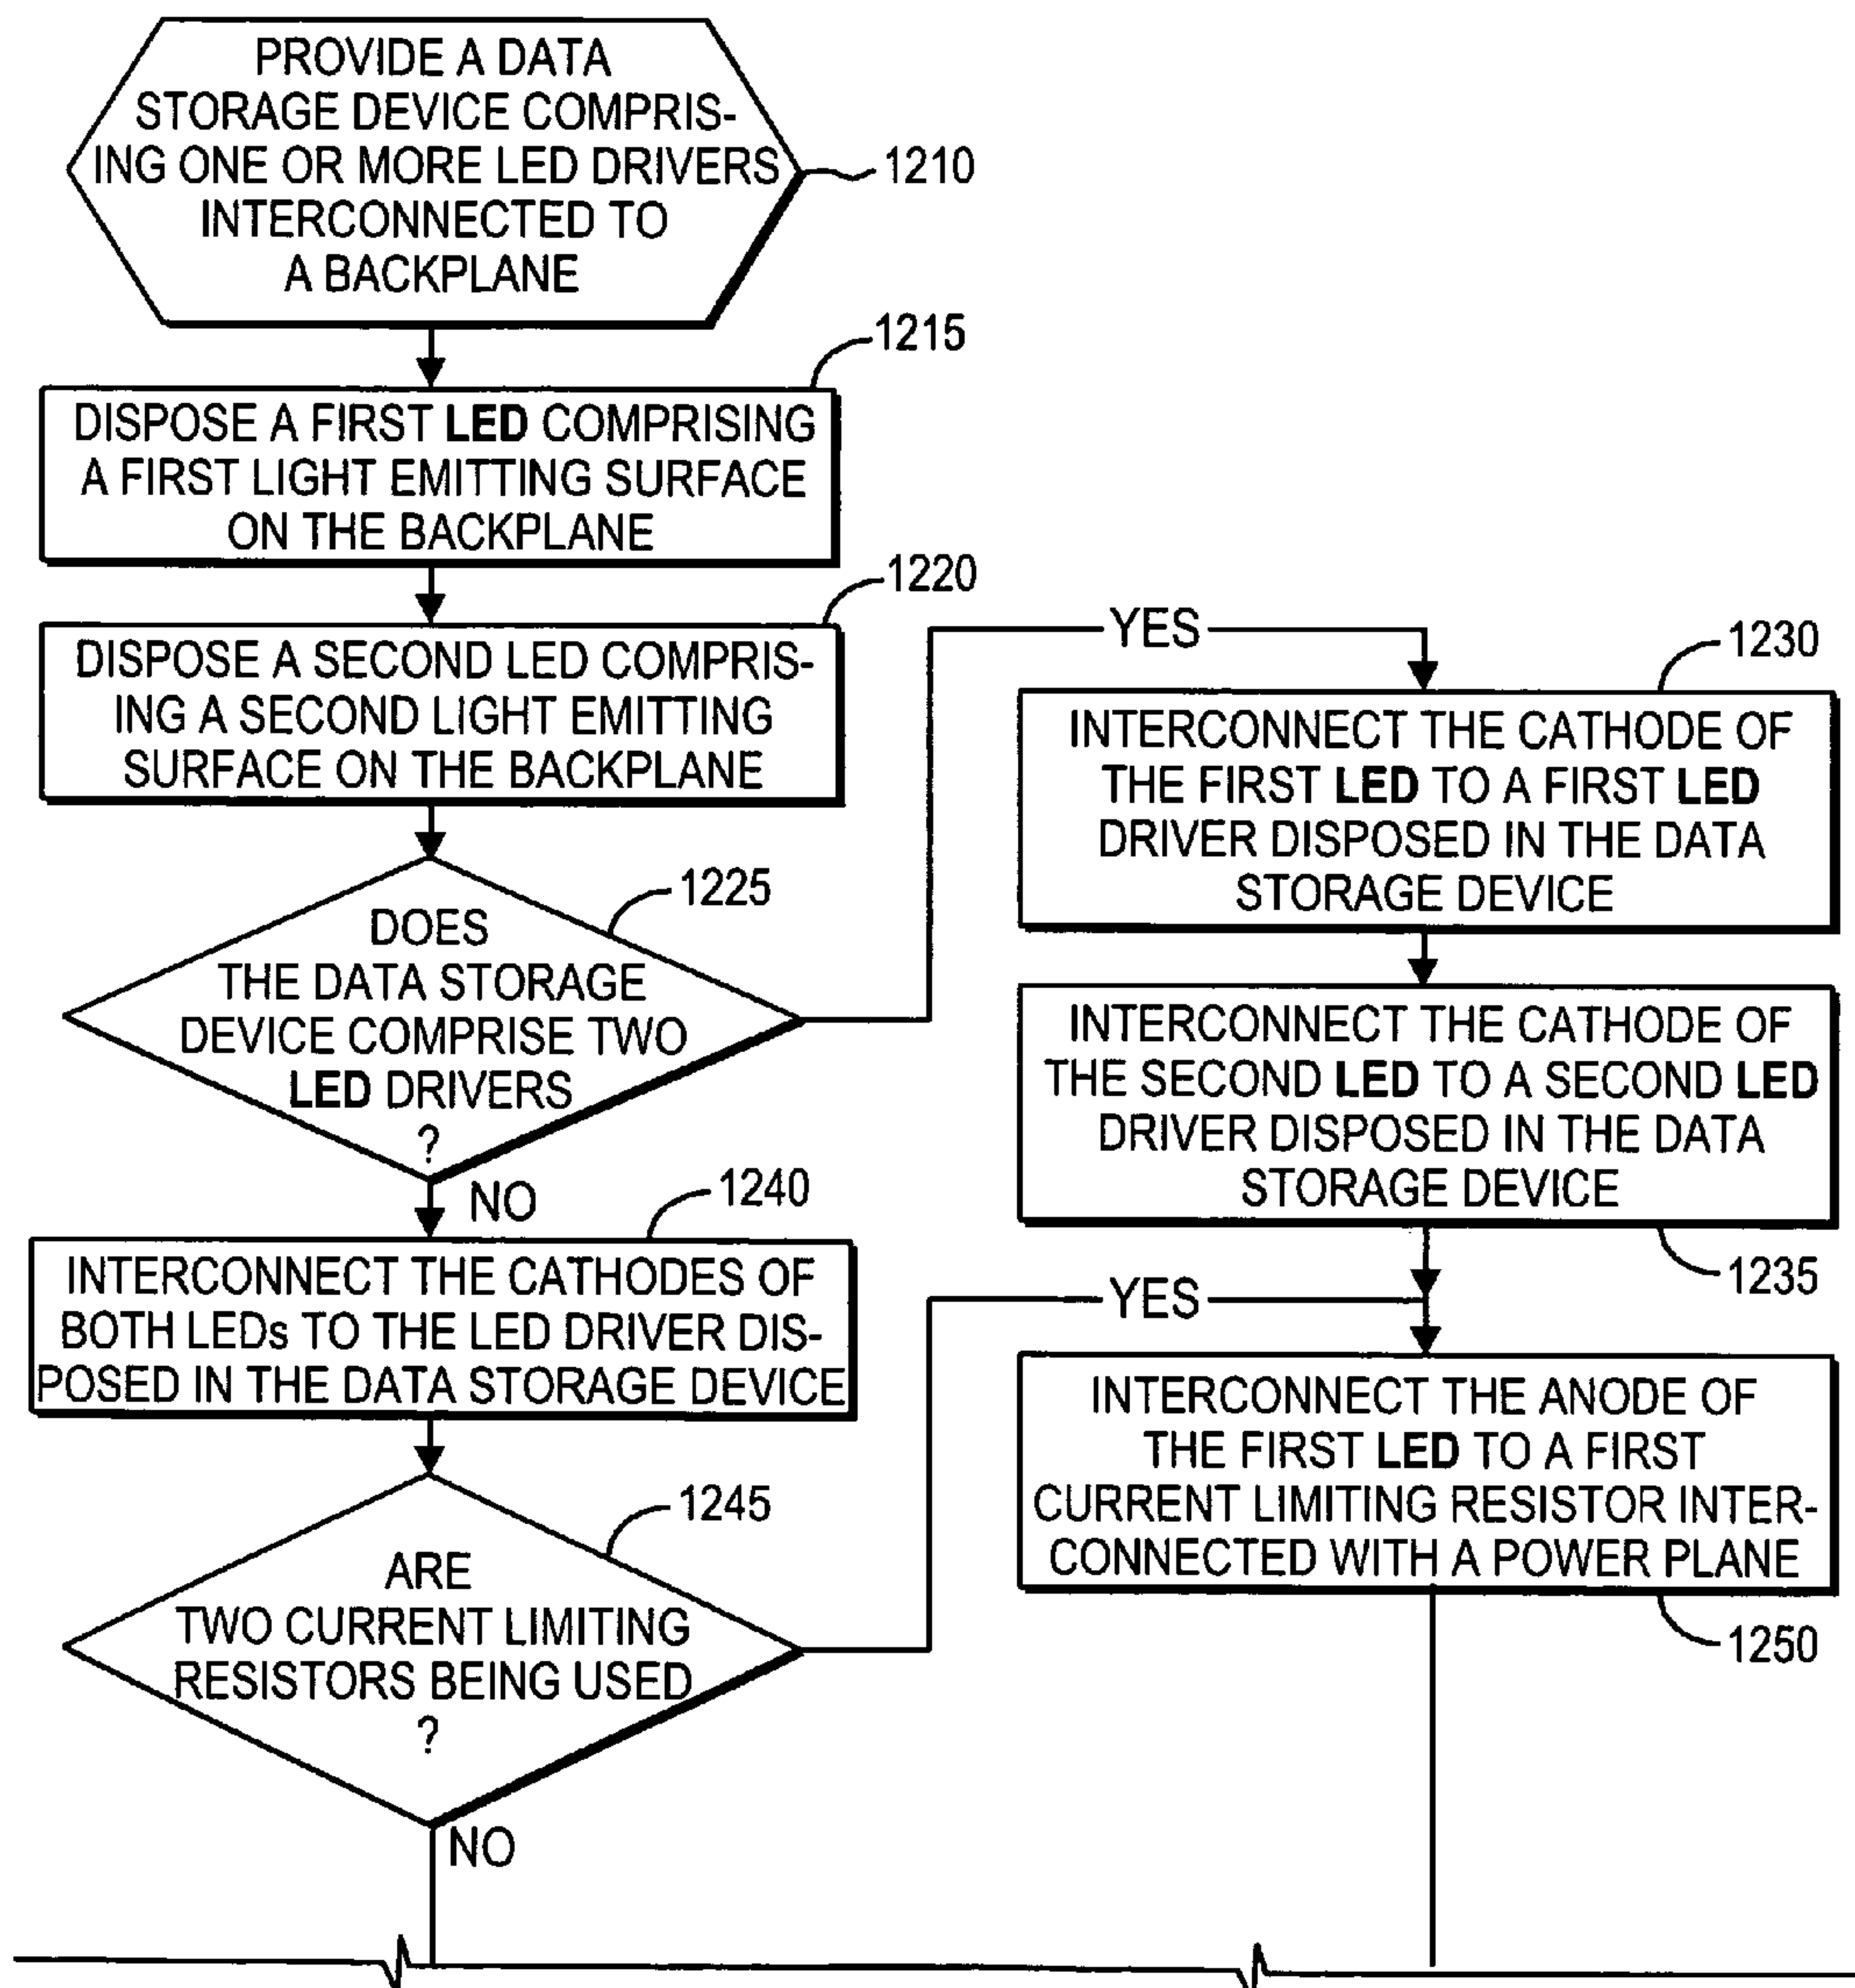 PROVIDE A DATA
STORAGE DEVICE COMPRIS-
ING ONE OR MORE LED DRIVERS
INTERCONNECTED TO
A BACKPLANE
1210
1215
DISPOSE A FIRST LED COMPRISING
A FIRST LIGHT EMITTING SURFACE
ON THE BACKPLANE
1220
DISPOSE A SECOND LED COMPRIS-
ING A SECOND LIGHT EMITTING
SURFACE ON THE BACKPLANE
1225
DOES
THE DATA STORAGE
DEVICE COMPRISE TWO
LED DRIVERS
?
YES
1230
INTERCONNECT THE CATHODE OF
THE FIRST LED TO A FIRST LED
DRIVER DISPOSED IN THE DATA
STORAGE DEVICE
INTERCONNECT THE CATHODE OF
THE SECOND LED TO A SECOND LED
DRIVER DISPOSED IN THE DATA
STORAGE DEVICE
1235
NO
1240
INTERCONNECT THE CATHODES OF
BOTH LEDs TO THE LED DRIVER DIS-
POSED IN THE DATA STORAGE DEVICE
1245
ARE
TWO CURRENT LIMITING
RESISTORS BEING USED
?
YES
INTERCONNECT THE ANODE OF
THE FIRST LED TO A FIRST
CURRENT LIMITING RESISTOR INTER-
CONNECTED WITH A POWER PLANE
1250
NO